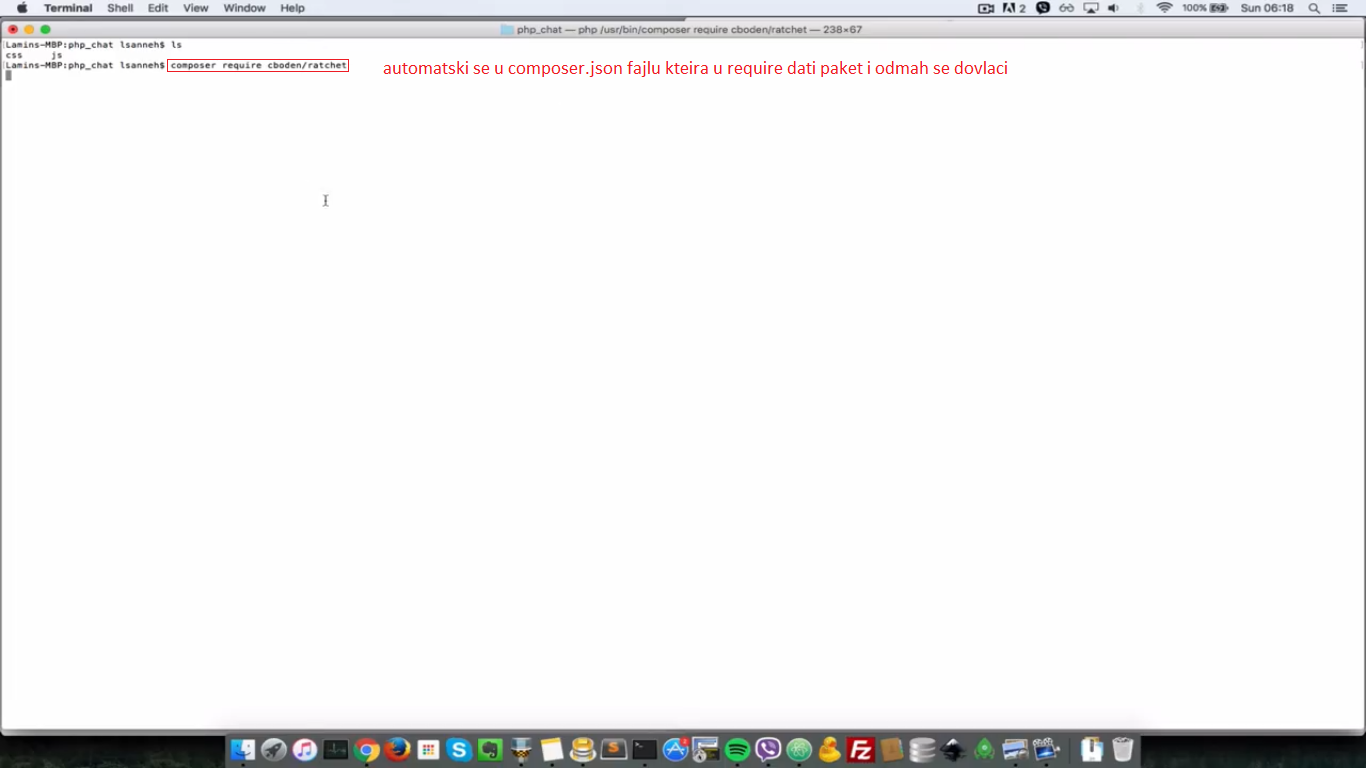 Terminal Shell Edit View Window Help 2 100% Sun 06:18
php_chat — php /usr/bin/composer require cboden/ratchet — 238×67
Lamins-MBP:php_chat lsanneh$ ls
css js
Lamins-MBP:php_chat lsanneh$ composer require cboden/ratchet
automatski se u composer.json fajlu kteira u require dati paket i odmah se dovlaci